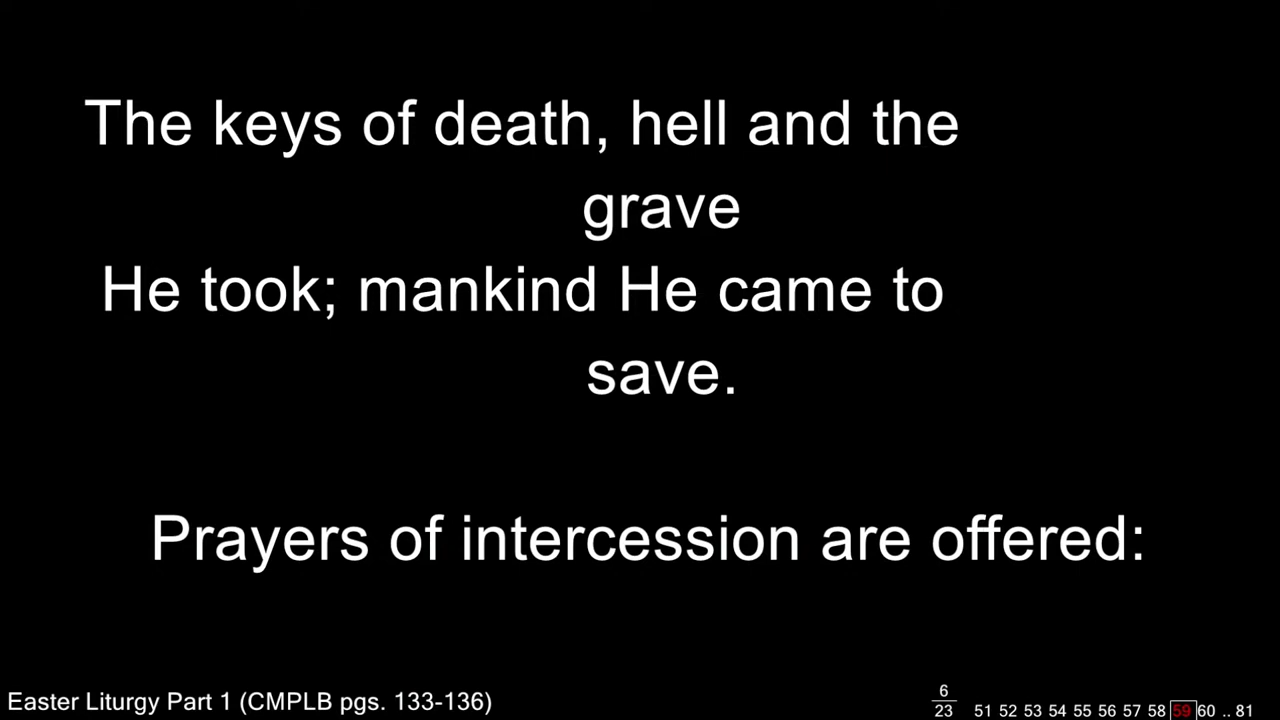 The keys of death, hell and the
grave
He took; mankind He came to
save.
Prayers of intercession are offered:
Easter Liturgy Part 1 (CMPLB pgs. 133-136)
6
23
51 52 53 54 55 56 57 58 59 60 .. 81